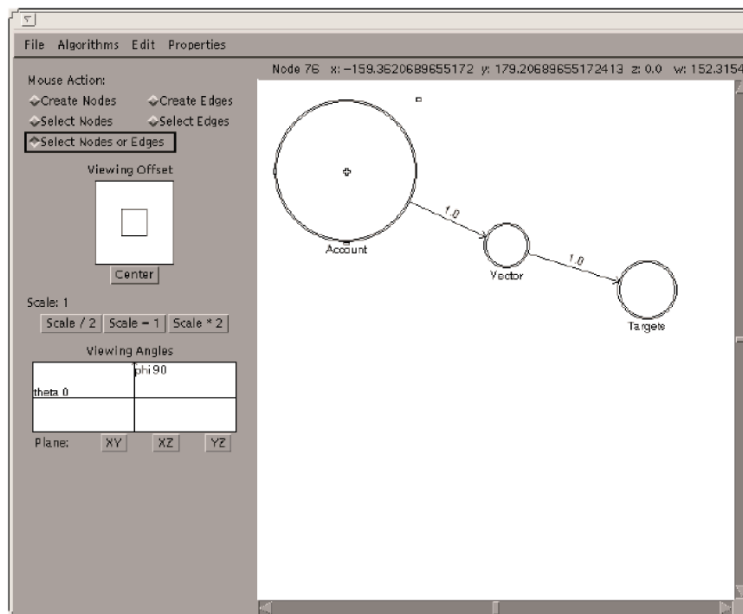 File Algorithms Edit Properties
Node 76 x: -159.3620689655172 y: 179.20689655172413 z: 0.0 w: 152.3154
Mouse Action:
Create Nodes Create Edges
Select Nodes Select Edges
Select Nodes or Edges
Viewing Offset
Center
Scale: 1
Scale / 2 Scale = 1 Scale * 2
Viewing Angles
phi 90
theta 0
Plane: XY XZ YZ
Account
1.0
Vector
1.0
Targets